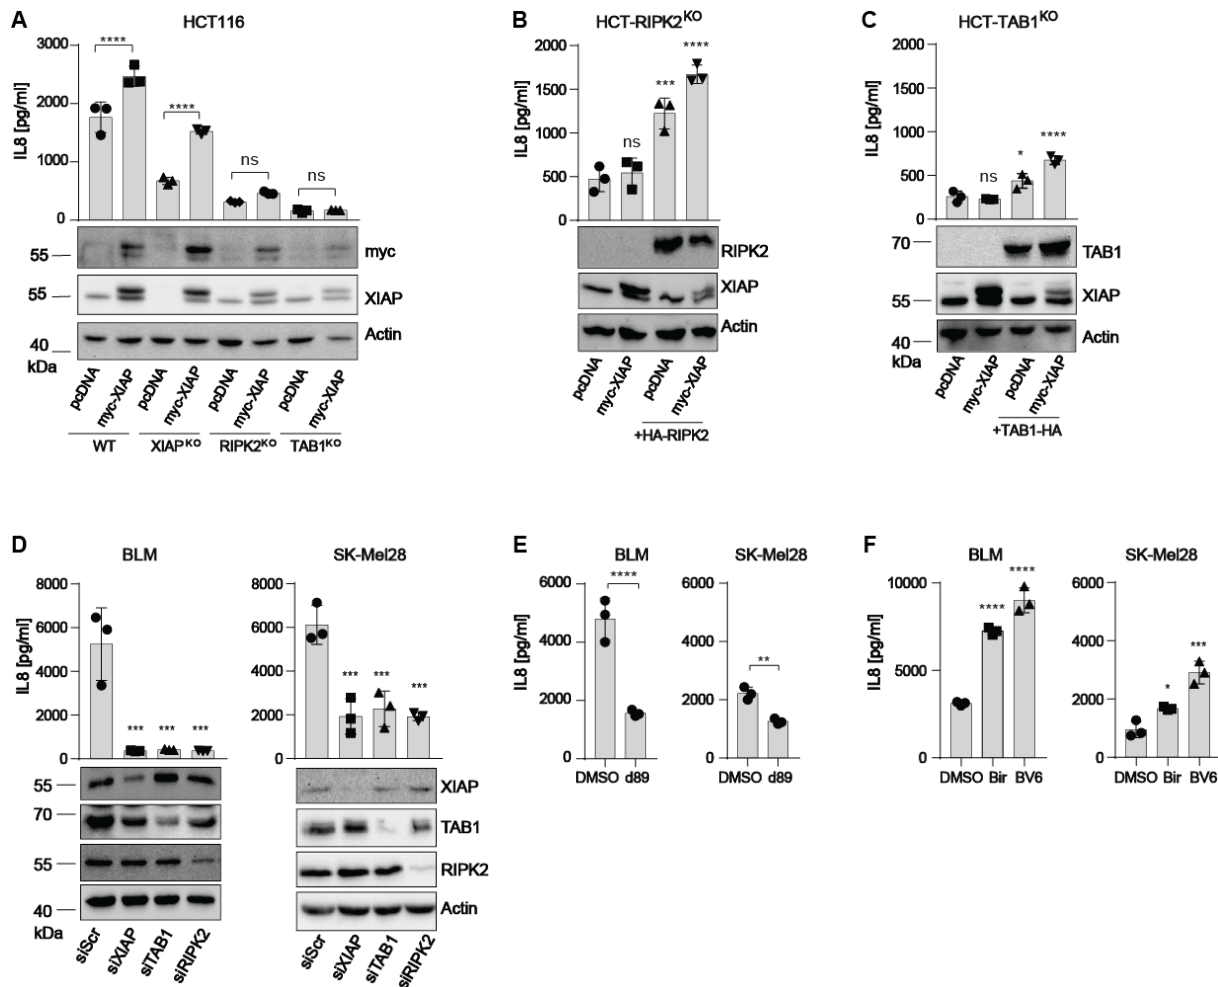 A
HCT116
****
****
ns
ns
IL8 [pg/ml]
3000
2000
1000
0
55
myc
55
XIAP
40
Actin
kDa
pcDNA
myc-XIAP
pcDNA
myc-XIAP
pcDNA
myc-XIAP
pcDNA
myc-XIAP
WT
XIAPKO
RIPK2KO
TAB1KO
B
HCT-RIPK2KO
ns
***
****
IL8 [pg/ml]
2000
1500
1000
500
0
RIPK2
XIAP
Actin
pcDNA
myc-XIAP
pcDNA
myc-XIAP
+HA-RIPK2
C
HCT-TAB1KO
ns
*
****
IL8 [pg/ml]
2000
1500
1000
500
0
70
TAB1
55
XIAP
40
Actin
kDa
pcDNA
myc-XIAP
pcDNA
myc-XIAP
+TAB1-HA
D
BLM
IL8 [pg/ml]
8000
6000
4000
2000
0
*** *** ***
55
70
55
40
kDa
siScr
siXIAP
siTAB1
siRIPK2
SK-Mel28
8000
6000
4000
2000
0
*** *** ***
XIAP
TAB1
RIPK2
Actin
siScr
siXIAP
siTAB1
siRIPK2
E
BLM
IL8 [pg/ml]
6000
4000
2000
0
****
DMSO d89
SK-Mel28
6000
4000
2000
0
**
DMSO d89
F
BLM
IL8 [pg/ml]
10000
5000
0
****
****
DMSO Bir BV6
SK-Mel28
6000
4000
2000
0
*
***
DMSO Bir BV6